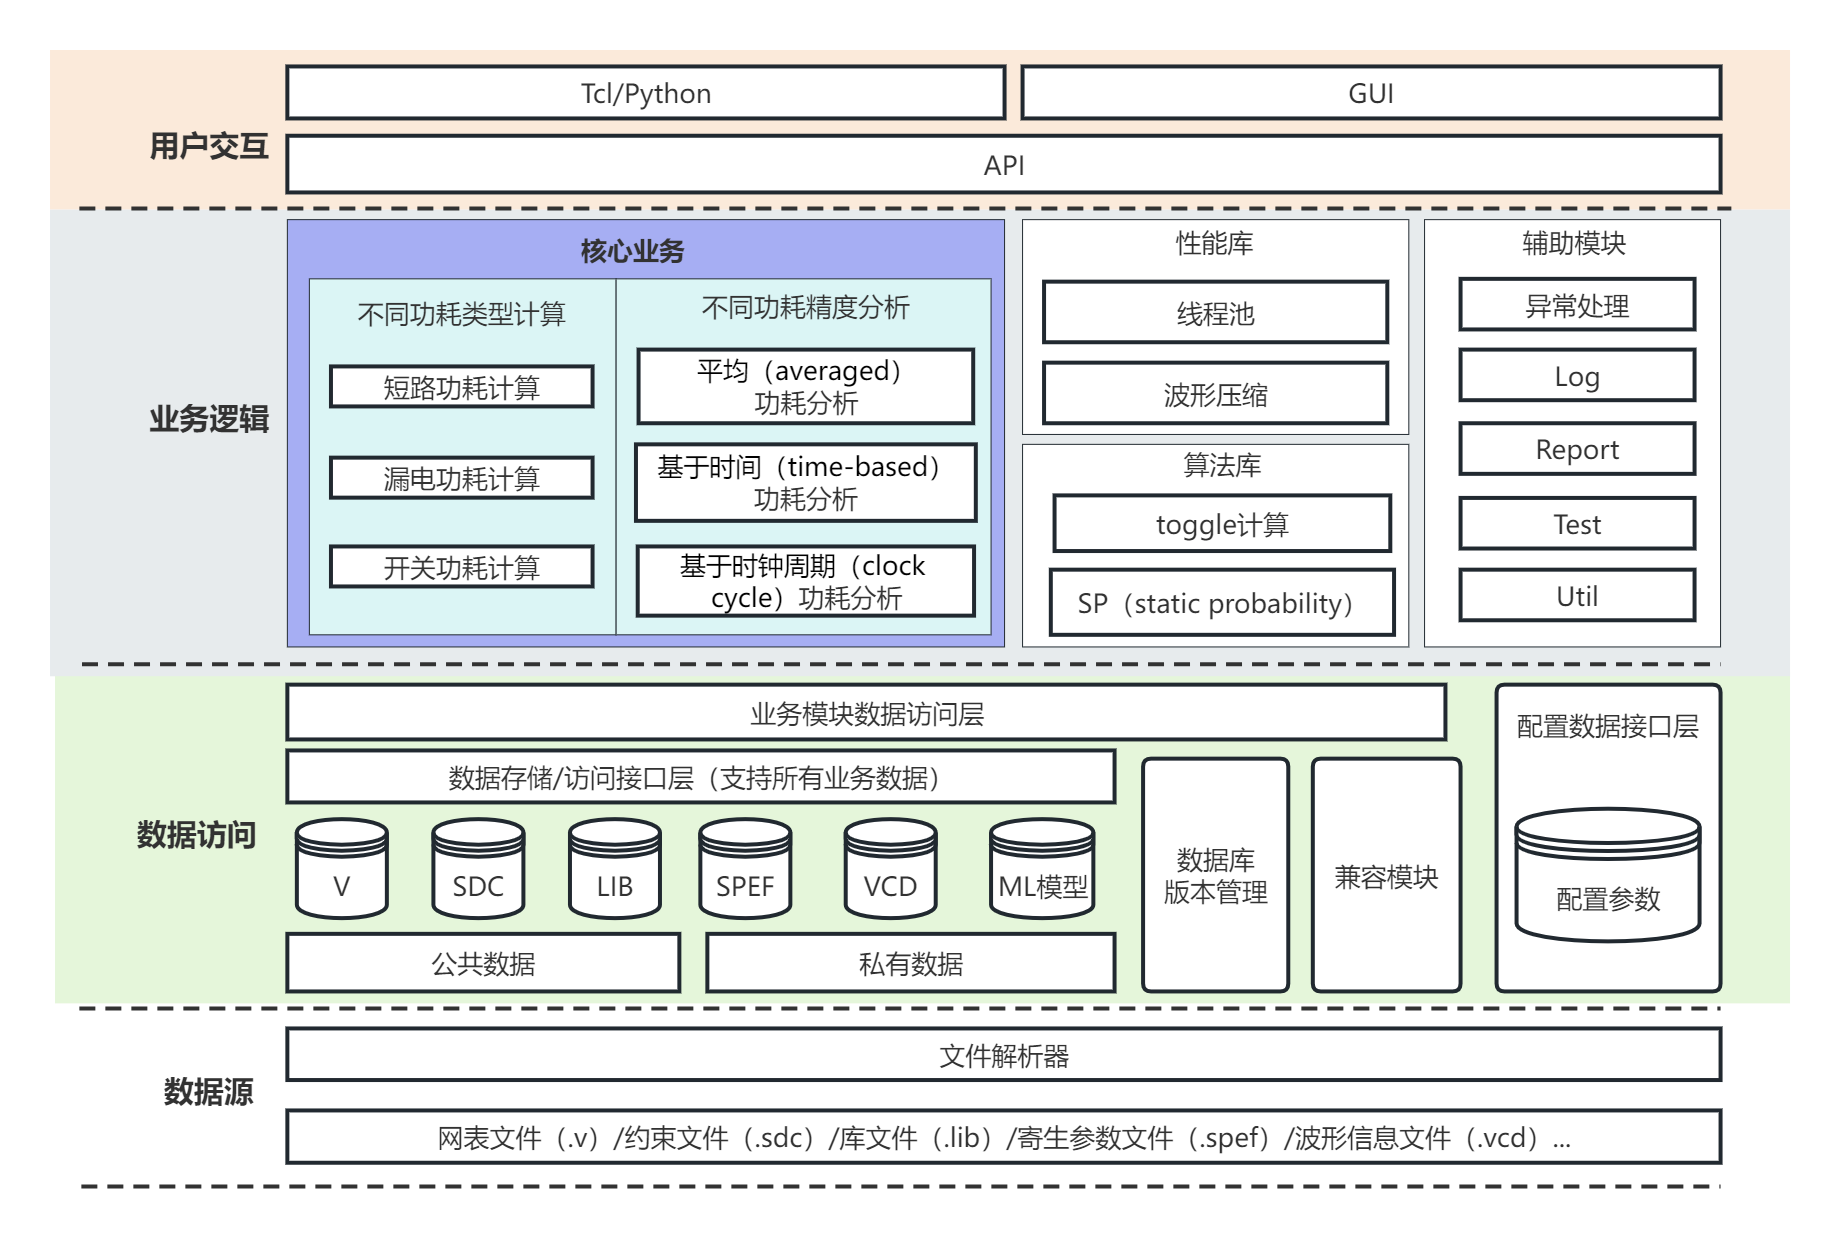 Tcl/Python
GUI
用户交互
API
核心业务
不同功耗类型计算
短路功耗计算
漏电功耗计算
开关功耗计算
不同功耗精度分析
平均（averaged）
功耗分析
基于时间（time-based）
功耗分析
基于时钟周期（clock
cycle）功耗分析
业务逻辑
性能库
线程池
波形压缩
算法库
toggle计算
SP（static probability）
辅助模块
异常处理
Log
Report
Test
Util
数据访问
业务模块数据访问层
数据存储/访问接口层（支持所有业务数据）
V
SDC
LIB
SPEF
VCD
ML模型
公共数据
私有数据
数据库
版本管理
兼容模块
配置数据接口层
配置参数
数据源
文件解析器
网表文件（.v）/约束文件（.sdc）/库文件（.lib）/寄生参数文件（.spef）/波形信息文件（.vcd）...